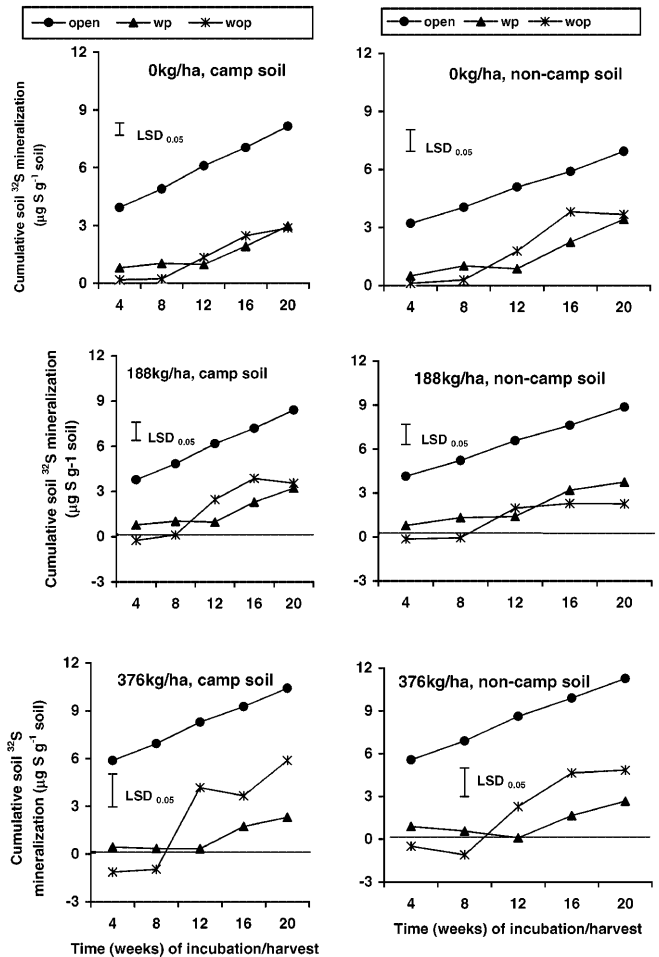 open wp wop
open wp wop
0kg/ha, camp soil
12
9
6
3
0
LSD 0.05
4 8 12 16 20
Cumulative soil 32S mineralization
(µg S g-1 soil)
0kg/ha, non-camp soil
12
9
6
3
0
LSD 0.05
4 8 12 16 20
188kg/ha, camp soil
12
9
6
3
0
-3
LSD 0.05
4 8 12 16 20
Cumulative soil 32S mineralization
(µg S g-1 soil)
188kg/ha, non-camp soil
12
9
6
3
0
-3
LSD 0.05
4 8 12 16 20
376kg/ha, camp soil
12
9
6
3
0
-3
LSD 0.05
4 8 12 16 20
Cumulative soil 32S
mineralization (µg S g-1 soil)
Time (weeks) of incubation/harvest
376kg/ha, non-camp soil
12
9
6
3
0
-3
LSD 0.05
4 8 12 16 20
Time (weeks) of incubation/harvest